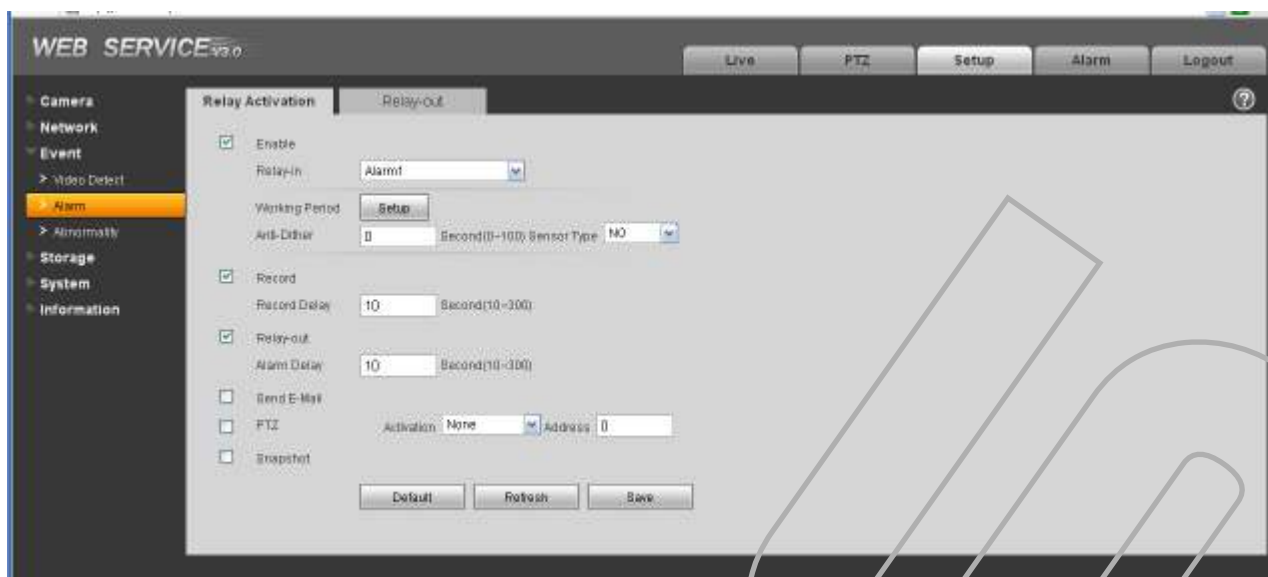 WEB SERVICE V3.0
Live PTZ Setup Alarm Logout
Camera
Network
Event
> Video Detect
> Alarm
> Abnormality
Storage
System
Information
Relay Activation Relay-out
Enable
Relay-in Alarm1
Working Period Setup
Anti-Dither 0 Second(0~100) Sensor Type NO
Record
Record Delay 10 Second(10~300)
Relay-out
Alarm Delay 10 Second(10~300)
Send E-Mail
PTZ Activation None Address 0
Snapshot
Default Refresh Save